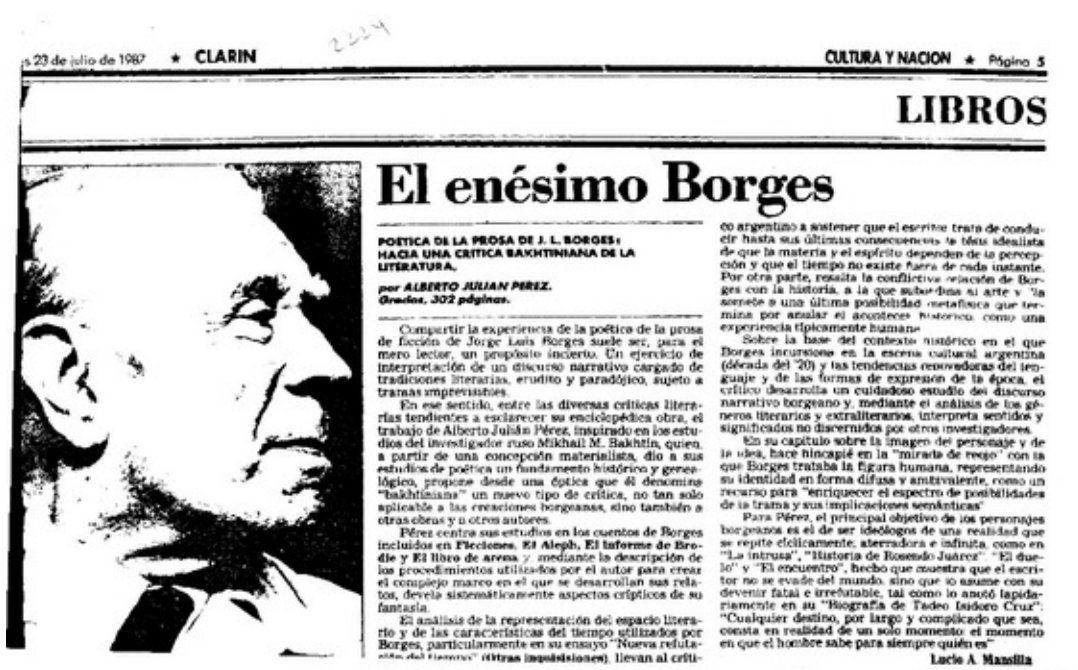 2224
s 23 de julio de 1987 ★ CLARIN
CULTURA Y NACION ★ Página 5
LIBROS
El enésimo Borges
POETICA DE LA PROSA DE J. L. BORGES:
HACIA UNA CRITICA BAKHTINIANA DE LA
LITERATURA,
por ALBERTO JULIAN PEREZ.
Gredos, 302 páginas.
Compartir la experiencia de la poética de la prosa
de ficción de Jorge Luis Borges suele ser, para el
mero lector, un propósito incierto. Un ejercicio de
interpretación de un discurso narrativo cargado de
tradiciones literarias, erudito y paradójico, sujeto a
tramas imprevisibles.
En ese sentido, entre las diversas críticas litera-
rias tendientes a esclarecer su enciclopédica obra, el
trabajo de Alberto Julián Pérez, inspirado en los estu-
dios del investigador ruso Mikhail M. Bakhtin, quien,
a partir de una concepción materialista, dio a sus
estudios de poética un fundamento histórico y genea-
lógico, propone desde una óptica que él denomina
"bakhtiniana" un nuevo tipo de crítica, no tan solo
aplicable a las creaciones borgeanas, sino también a
otras obras y a otros autores.
Pérez centra sus estudios en los cuentos de Borges
incluidos en Ficciones, El Aleph, El informe de Bro-
die y El libro de arena y mediante la descripción de
los procedimientos utilizados por el autor para crear
el complejo marco en el que se desarrollan sus rela-
tos, devela sistemáticamente aspectos crípticos de su
fantasía.
El análisis de la representación del espacio litera-
rio y de las características del tiempo utilizados por
Borges, particularmente en su ensayo "Nueva refuta-
ción del tiempo" (Otras inquisiciones), llevan al críti-
co argentino a sostener que el escritor trata de condu-
cir hasta sus últimas consecuencias la tesis idealista
de que la materia y el espíritu dependen de la percep-
ción y que el tiempo no existe fuera de cada instante.
Por otra parte, resalta la conflictiva relación de Bor-
ges con la historia, a la que subordina al arte y "la
somete a una última posibilidad metafísica que ter-
mina por anular el acontecer histórico, como una
experiencia típicamente humana
Sobre la base del contexto histórico en el que
Borges incursiona en la escena cultural argentina
(década del '20) y las tendencias renovadoras del len-
guaje y de las formas de expresión de la época, el
crítico desarrolla un cuidadoso estudio del discurso
narrativo borgeano y, mediante el análisis de los gé-
neros literarios y extraliterarios, interpreta sentidos y
significados no discernidos por otros investigadores.
En su capítulo sobre la imagen del personaje y de
la idea, hace hincapié en la "mirada de reojo" con la
que Borges trataba la figura humana, representando
su identidad en forma difusa y ambivalente, como un
recurso para "enriquecer el espectro de posibilidades
de la trama y sus implicaciones semánticas"
Para Pérez, el principal objetivo de los personajes
borgeanos es el de ser ideólogos de una realidad que
se repite cíclicamente, aterradora e infinita, como en
"La intrusa", "Historia de Rosendo Juárez" "El due-
lo" y "El encuentro", hecho que muestra que el escri-
tor no se evade del mundo, sino que lo asume con su
devenir fatal e irrefutable, tal como lo anotó lapida-
riamente en su "Biografía de Tadeo Isidoro Cruz":
"Cualquier destino, por largo y complicado que sea,
consta en realidad de un solo momento: el momento
en que el hombre sabe para siempre quién es"
Lucio A. Mansilla